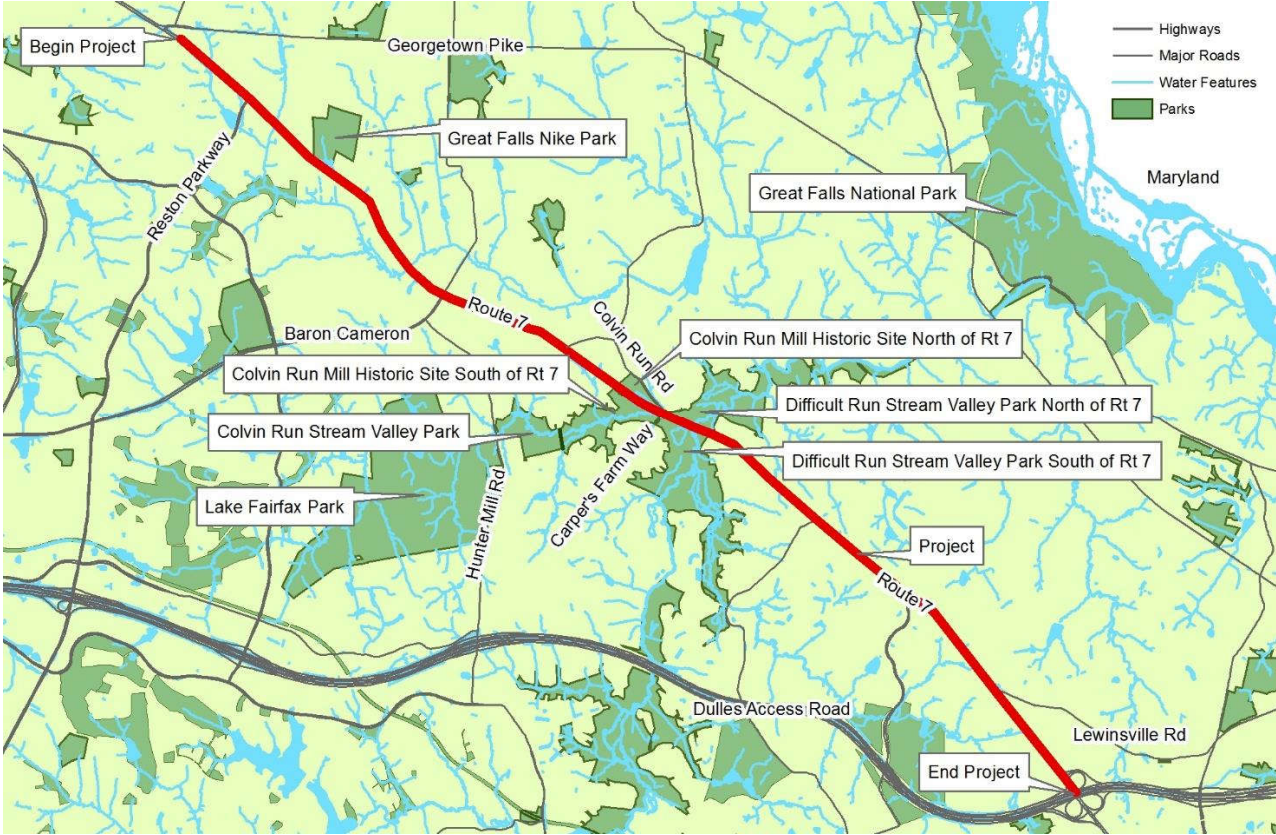 Begin Project
Georgetown Pike
Highways
Major Roads
Water Features
Parks
Great Falls Nike Park
Reston Parkway
Great Falls National Park
Maryland
Route 7
Baron Cameron
Colvin Run Rd
Colvin Run Mill Historic Site North of Rt 7
Colvin Run Mill Historic Site South of Rt 7
Difficult Run Stream Valley Park North of Rt 7
Colvin Run Stream Valley Park
Difficult Run Stream Valley Park South of Rt 7
Carper's Farm Way
Lake Fairfax Park
Hunter Mill Rd
Project
Route 7
Dulles Access Road
Lewinsville Rd
End Project